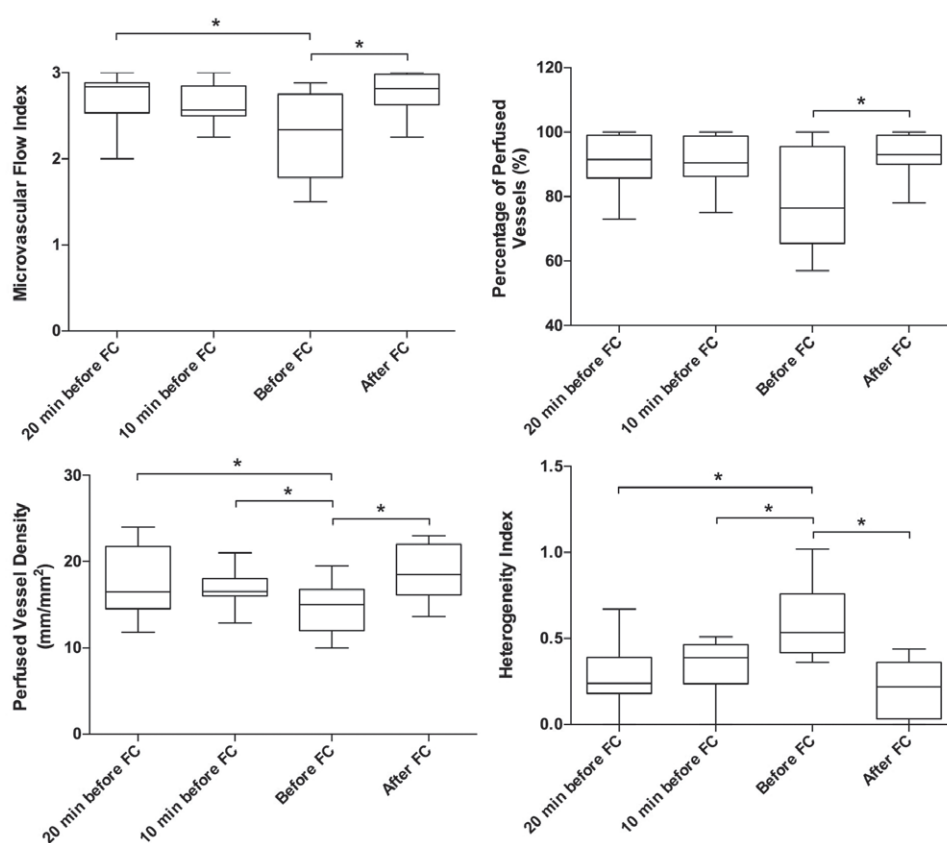 *
*
3
2
1
0
Microvascular Flow Index
20 min before FC
10 min before FC
Before FC
After FC
*
120
100
80
60
40
Percentage of Perfused
Vessels (%)
20 min before FC
10 min before FC
Before FC
After FC
*
*
*
30
20
10
0
Perfused Vessel Density
(mm/mm²)
20 min before FC
10 min before FC
Before FC
After FC
*
*
*
1.5
1.0
0.5
0.0
Heterogeneity Index
20 min before FC
10 min before FC
Before FC
After FC